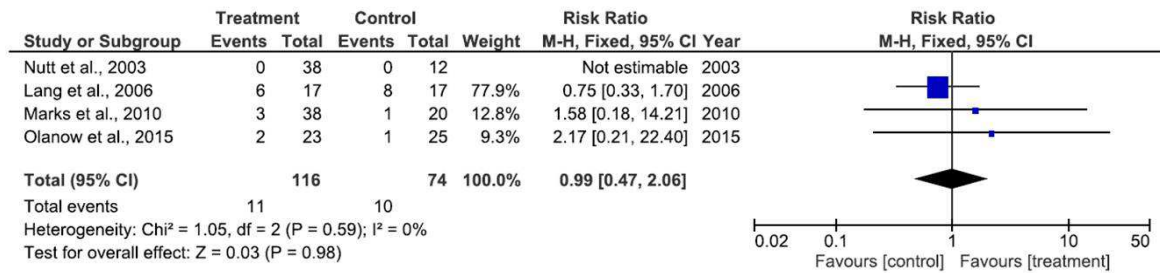 Treatment Control Risk Ratio Risk Ratio
Study or Subgroup Events Total Events Total Weight M-H, Fixed, 95% CI Year M-H, Fixed, 95% CI
Nutt et al., 2003 0 38 0 12 Not estimable 2003
Lang et al., 2006 6 17 8 17 77.9% 0.75 [0.33, 1.70] 2006
Marks et al., 2010 3 38 1 20 12.8% 1.58 [0.18, 14.21] 2010
Olanow et al., 2015 2 23 1 25 9.3% 2.17 [0.21, 22.40] 2015
Total (95% CI) 116 74 100.0% 0.99 [0.47, 2.06]
Total events 11 10
Heterogeneity: Chi² = 1.05, df = 2 (P = 0.59); I² = 0%
Test for overall effect: Z = 0.03 (P = 0.98)
0.02 0.1 1 10 50
Favours [control] Favours [treatment]